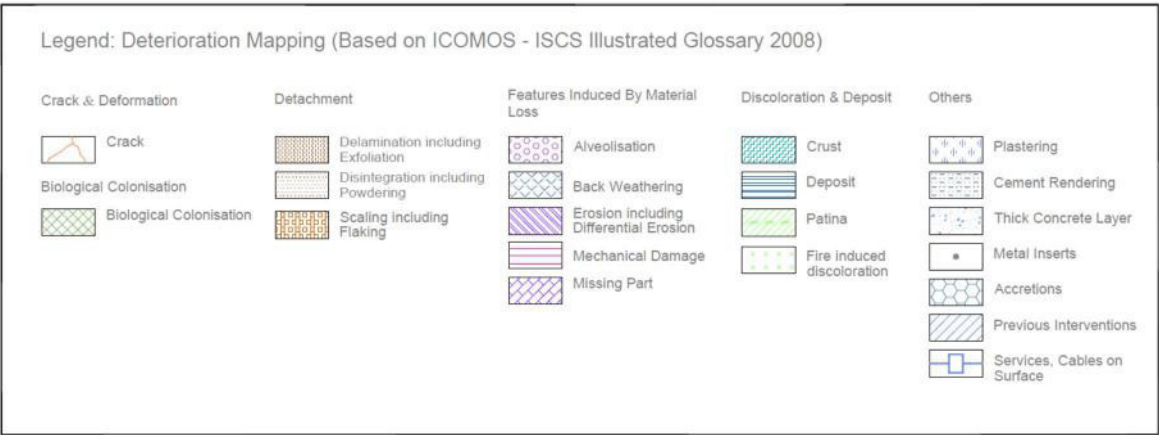 Legend: Deterioration Mapping (Based on ICOMOS - ISCS Illustrated Glossary 2008)
Crack & Deformation
Crack
Biological Colonisation
Biological Colonisation
Detachment
Delamination including
Exfoliation
Disintegration including
Powdering
Scaling including
Flaking
Features Induced By Material
Loss
Alveolisation
Back Weathering
Erosion including
Differential Erosion
Mechanical Damage
Missing Part
Discoloration & Deposit
Crust
Deposit
Patina
Fire induced
discoloration
Others
Plastering
Cement Rendering
Thick Concrete Layer
Metal Inserts
Accretions
Previous Interventions
Services, Cables on
Surface